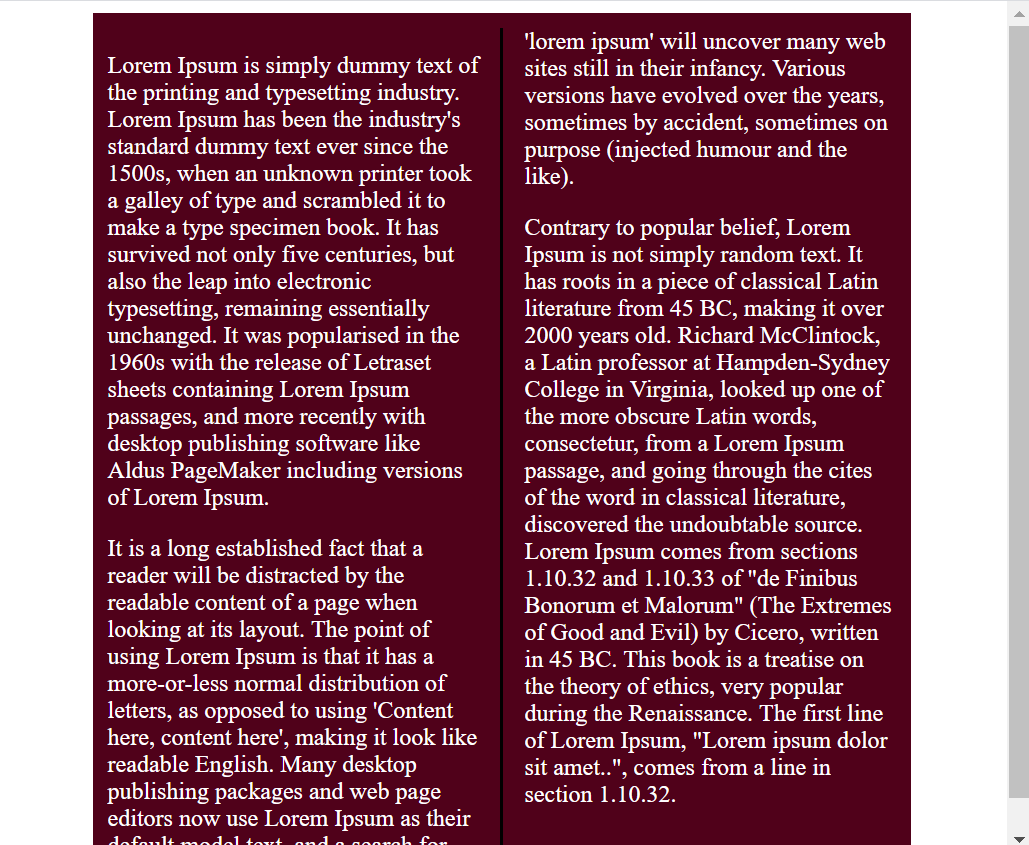 Lorem Ipsum is simply dummy text of
the printing and typesetting industry.
Lorem Ipsum has been the industry's
standard dummy text ever since the
1500s, when an unknown printer took
a galley of type and scrambled it to
make a type specimen book. It has
survived not only five centuries, but
also the leap into electronic
typesetting, remaining essentially
unchanged. It was popularised in the
1960s with the release of Letraset
sheets containing Lorem Ipsum
passages, and more recently with
desktop publishing software like
Aldus PageMaker including versions
of Lorem Ipsum.
It is a long established fact that a
reader will be distracted by the
readable content of a page when
looking at its layout. The point of
using Lorem Ipsum is that it has a
more-or-less normal distribution of
letters, as opposed to using 'Content
here, content here', making it look like
readable English. Many desktop
publishing packages and web page
editors now use Lorem Ipsum as their
default model text, and a search for
'lorem ipsum' will uncover many web
sites still in their infancy. Various
versions have evolved over the years,
sometimes by accident, sometimes on
purpose (injected humour and the
like).
Contrary to popular belief, Lorem
Ipsum is not simply random text. It
has roots in a piece of classical Latin
literature from 45 BC, making it over
2000 years old. Richard McClintock,
a Latin professor at Hampden-Sydney
College in Virginia, looked up one of
the more obscure Latin words,
consectetur, from a Lorem Ipsum
passage, and going through the cites
of the word in classical literature,
discovered the undoubtable source.
Lorem Ipsum comes from sections
1.10.32 and 1.10.33 of "de Finibus
Bonorum et Malorum" (The Extremes
of Good and Evil) by Cicero, written
in 45 BC. This book is a treatise on
the theory of ethics, very popular
during the Renaissance. The first line
of Lorem Ipsum, "Lorem ipsum dolor
sit amet..", comes from a line in
section 1.10.32.